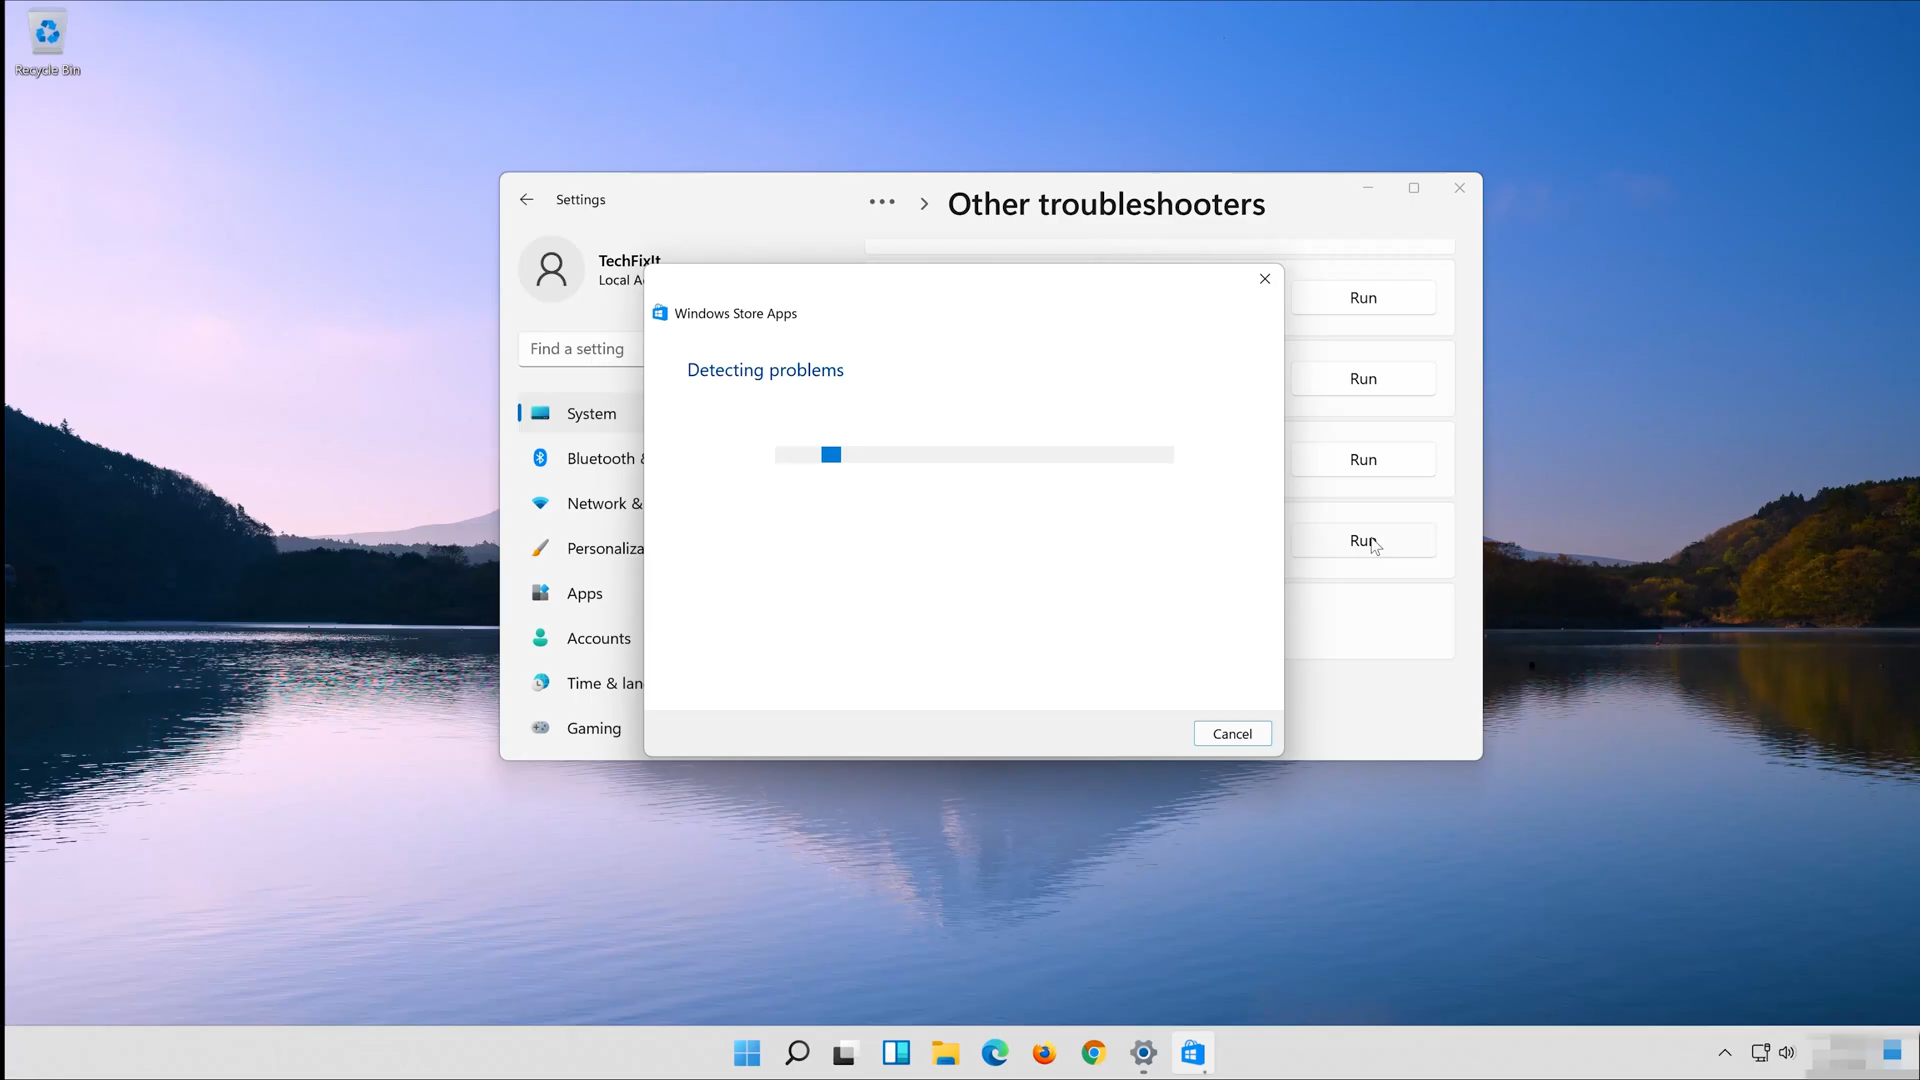 Recycle Bin
Settings
Other troubleshooters
TechFixIt
Local A
Find a setting
System
Bluetooth &
Network &
Personaliza
Apps
Accounts
Time & lan
Gaming
Windows Store Apps
Detecting problems
Cancel
Run
Run
Run
Run